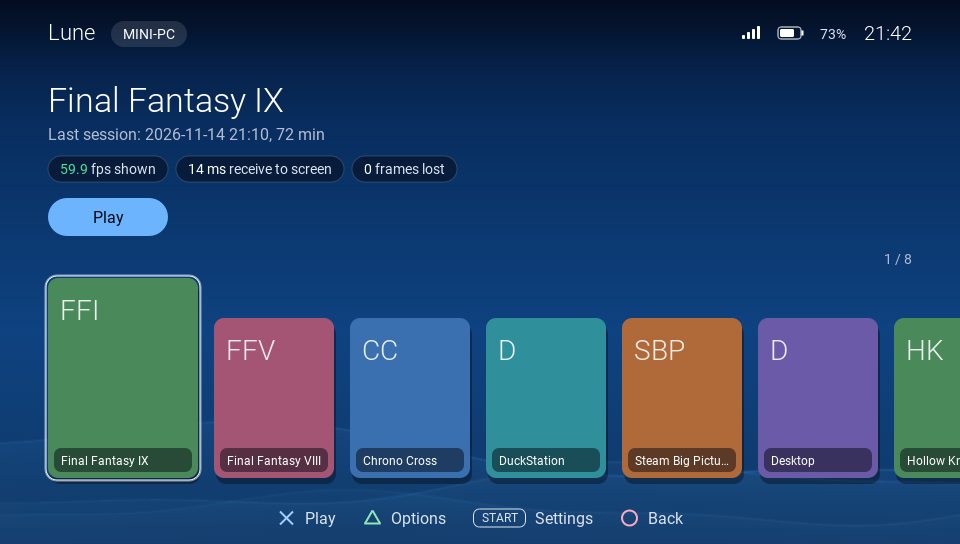 Lune MINI-PC 73% 21:42
Final Fantasy IX
Last session: 2026-11-14 21:10, 72 min
59.9 fps shown 14 ms receive to screen 0 frames lost
Play
1 / 8
FFI
FFV CC D SBP D HK
Final Fantasy IX Final Fantasy VIII Chrono Cross DuckStation Steam Big Pictu... Desktop Hollow Kr
Play Options START Settings Back